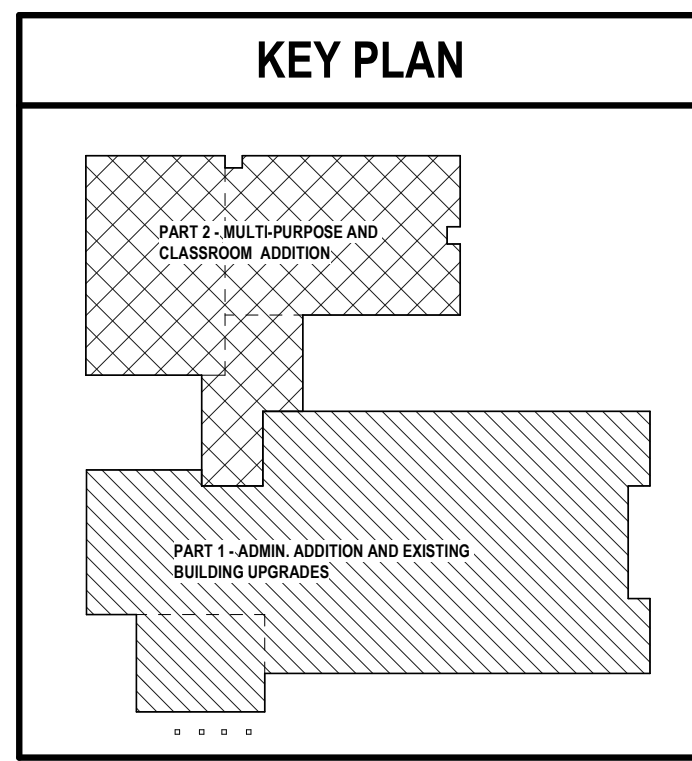 KEY PLAN
PART 2 - MULTI-PURPOSE AND
CLASSROOM ADDITION
PART 1 - ADMIN. ADDITION AND EXISTING
BUILDING UPGRADES